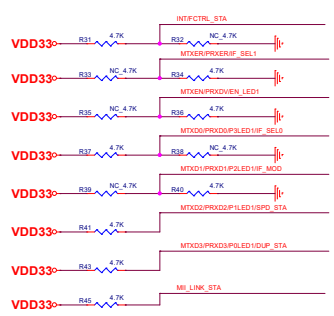 INT/FCTRL_STA
VDD33 R31 4.7K R32 NC_4.7K
MTXER/PRXER/IF_SEL1
VDD33 R33 NC_4.7K R34 4.7K
MTXEN/PRXDV/EN_LED1
VDD33 R35 NC_4.7K R36 4.7K
MTXD0/PRXD0/P3LED1/IF_SEL0
VDD33 R37 4.7K R38 NC_4.7K
MTXD1/PRXD1/P2LED1/IF_MOD
VDD33 R39 NC_4.7K R40 4.7K
MTXD2/PRXD2/P1LED1/SPD_STA
VDD33 R41 4.7K
MTXD3/PRXD3/P0LED1/DUP_STA
VDD33 R43 4.7K
MII_LINK_STA
VDD33 R45 4.7K